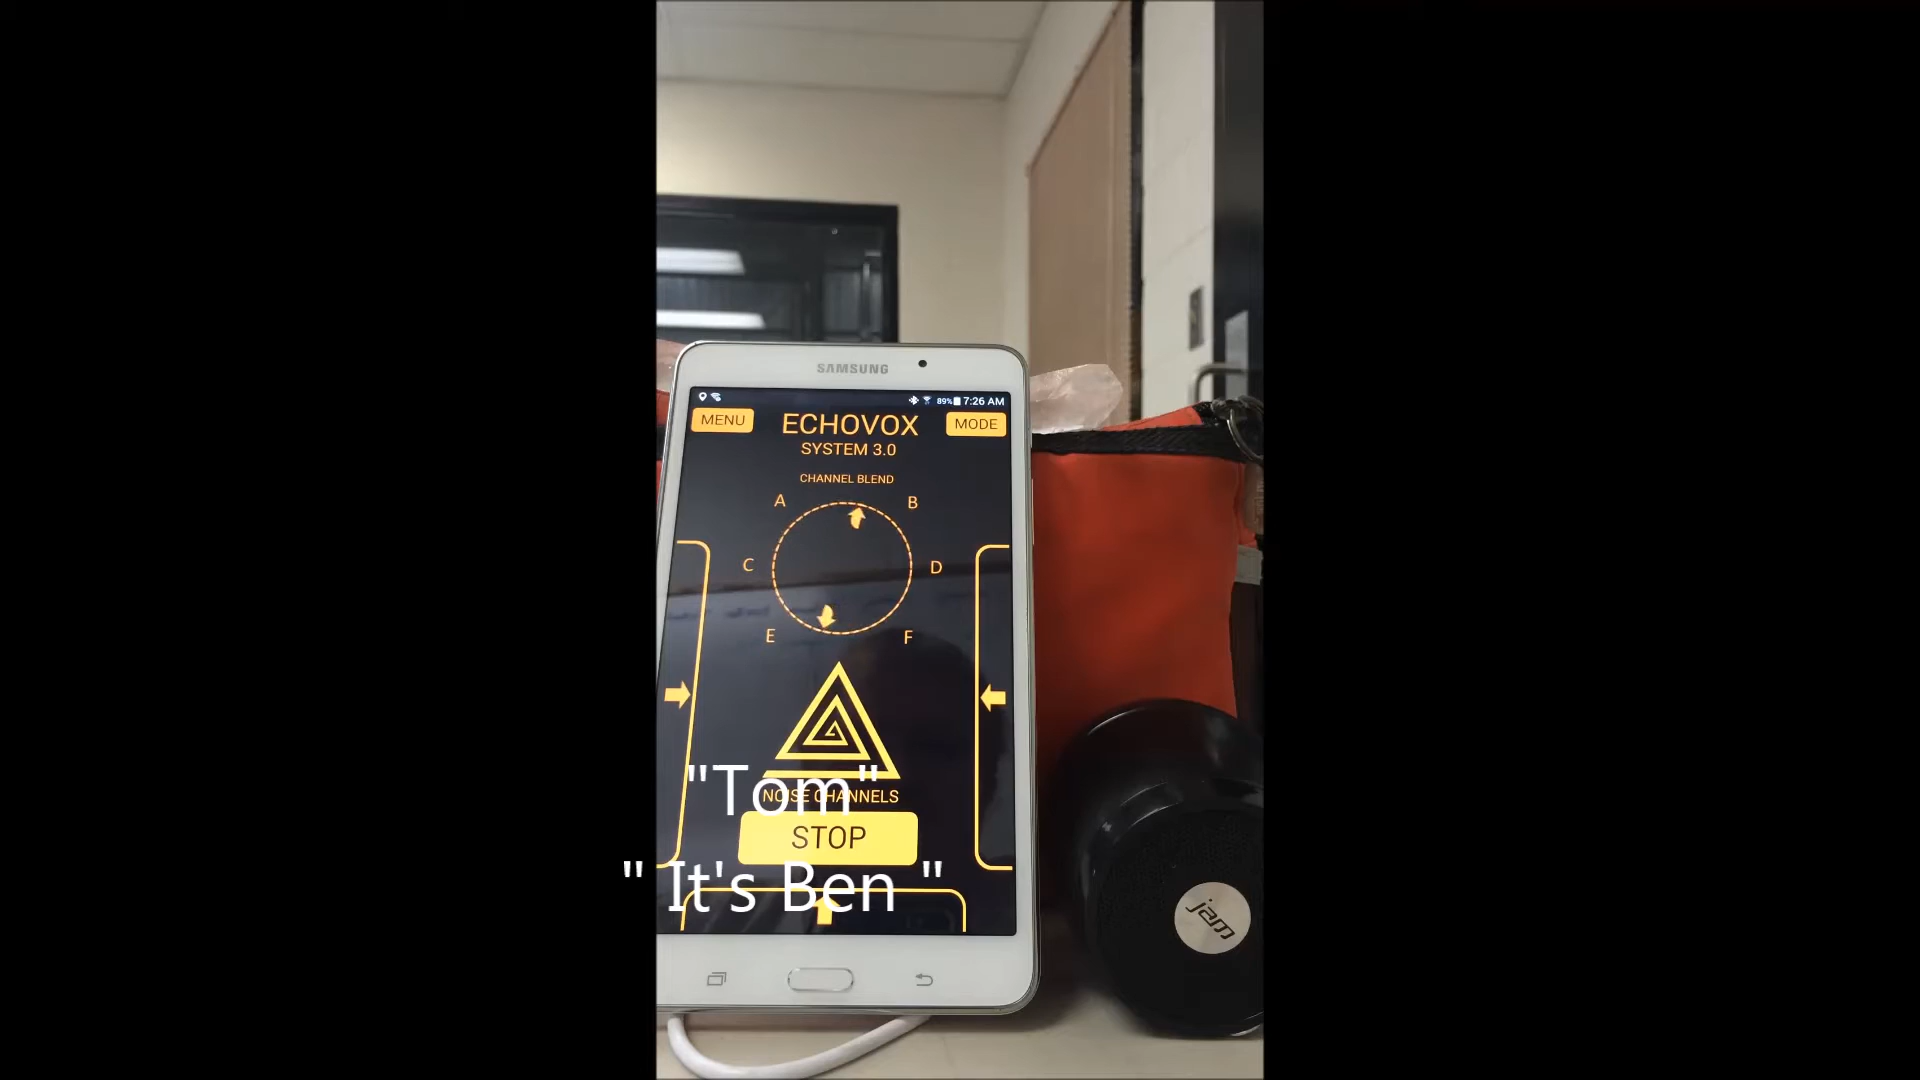 SAMSUNG
89% 7:26 AM
MENU
ECHOVOX
MODE
SYSTEM 3.0
CHANNEL BLEND
A B
C D
E F
"Tom"
NOISE CHANNELS
STOP
" It's Ben "
jam